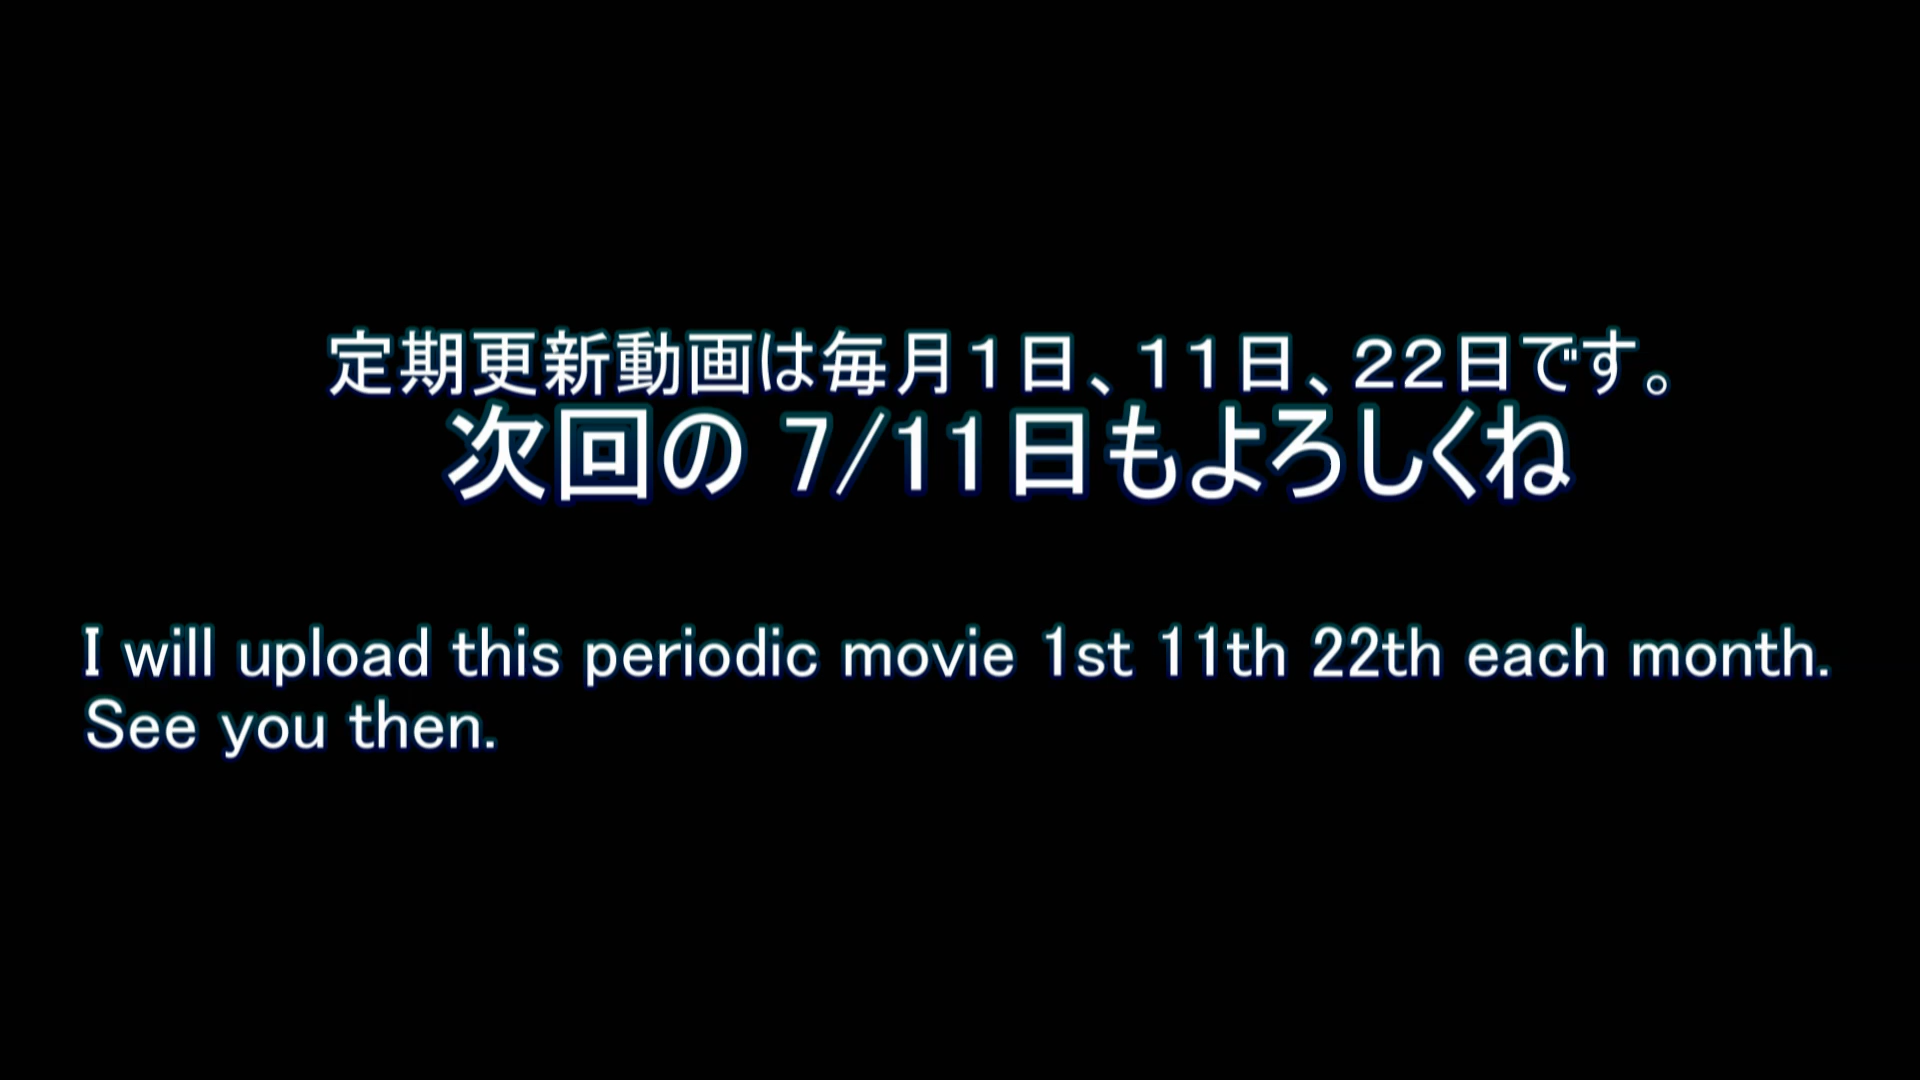 定期更新動画は毎月１日、１１日、２２日です。
次回の 7/11日もよろしくね
I will upload this periodic movie 1st 11th 22th each month.
See you then.